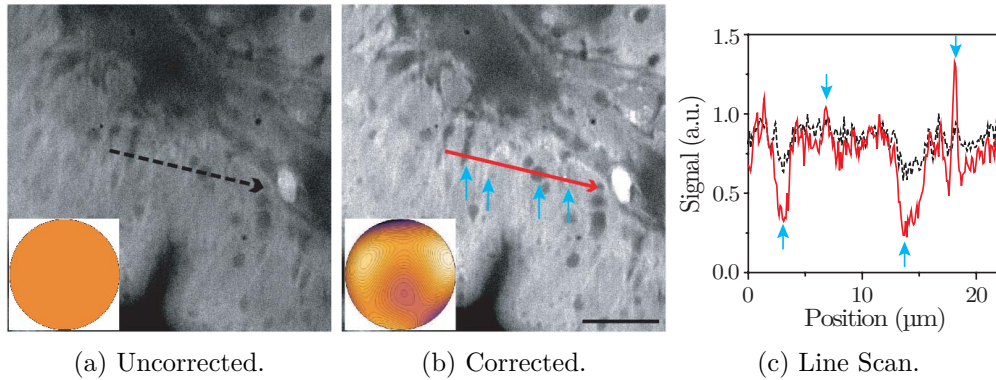 1.5
1.0
0.5
0.0
Signal (a.u.)
0
10
20
Position (µm)
(a) Uncorrected.
(b) Corrected.
(c) Line Scan.